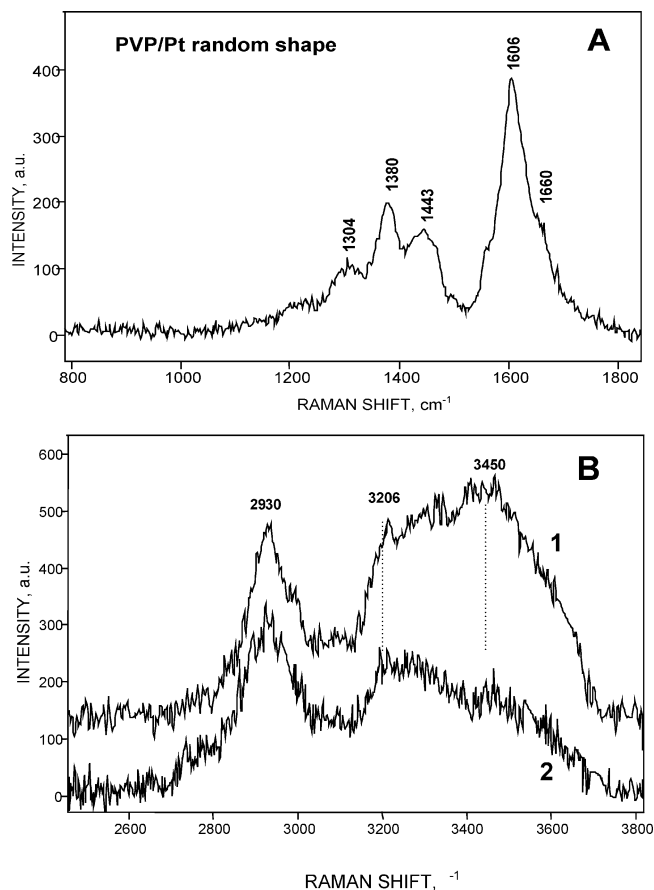 PVP/Pt random shape
A
1606
1380
1443
1304
1660
INTENSITY, a.u.
400
300
200
100
0
800 1000 1200 1400 1600 1800
RAMAN SHIFT, cm-1
B
2930 3206 3450
1
2
INTENSITY, a.u.
600
500
400
300
200
100
0
2600 2800 3000 3200 3400 3600 3800
RAMAN SHIFT, -1